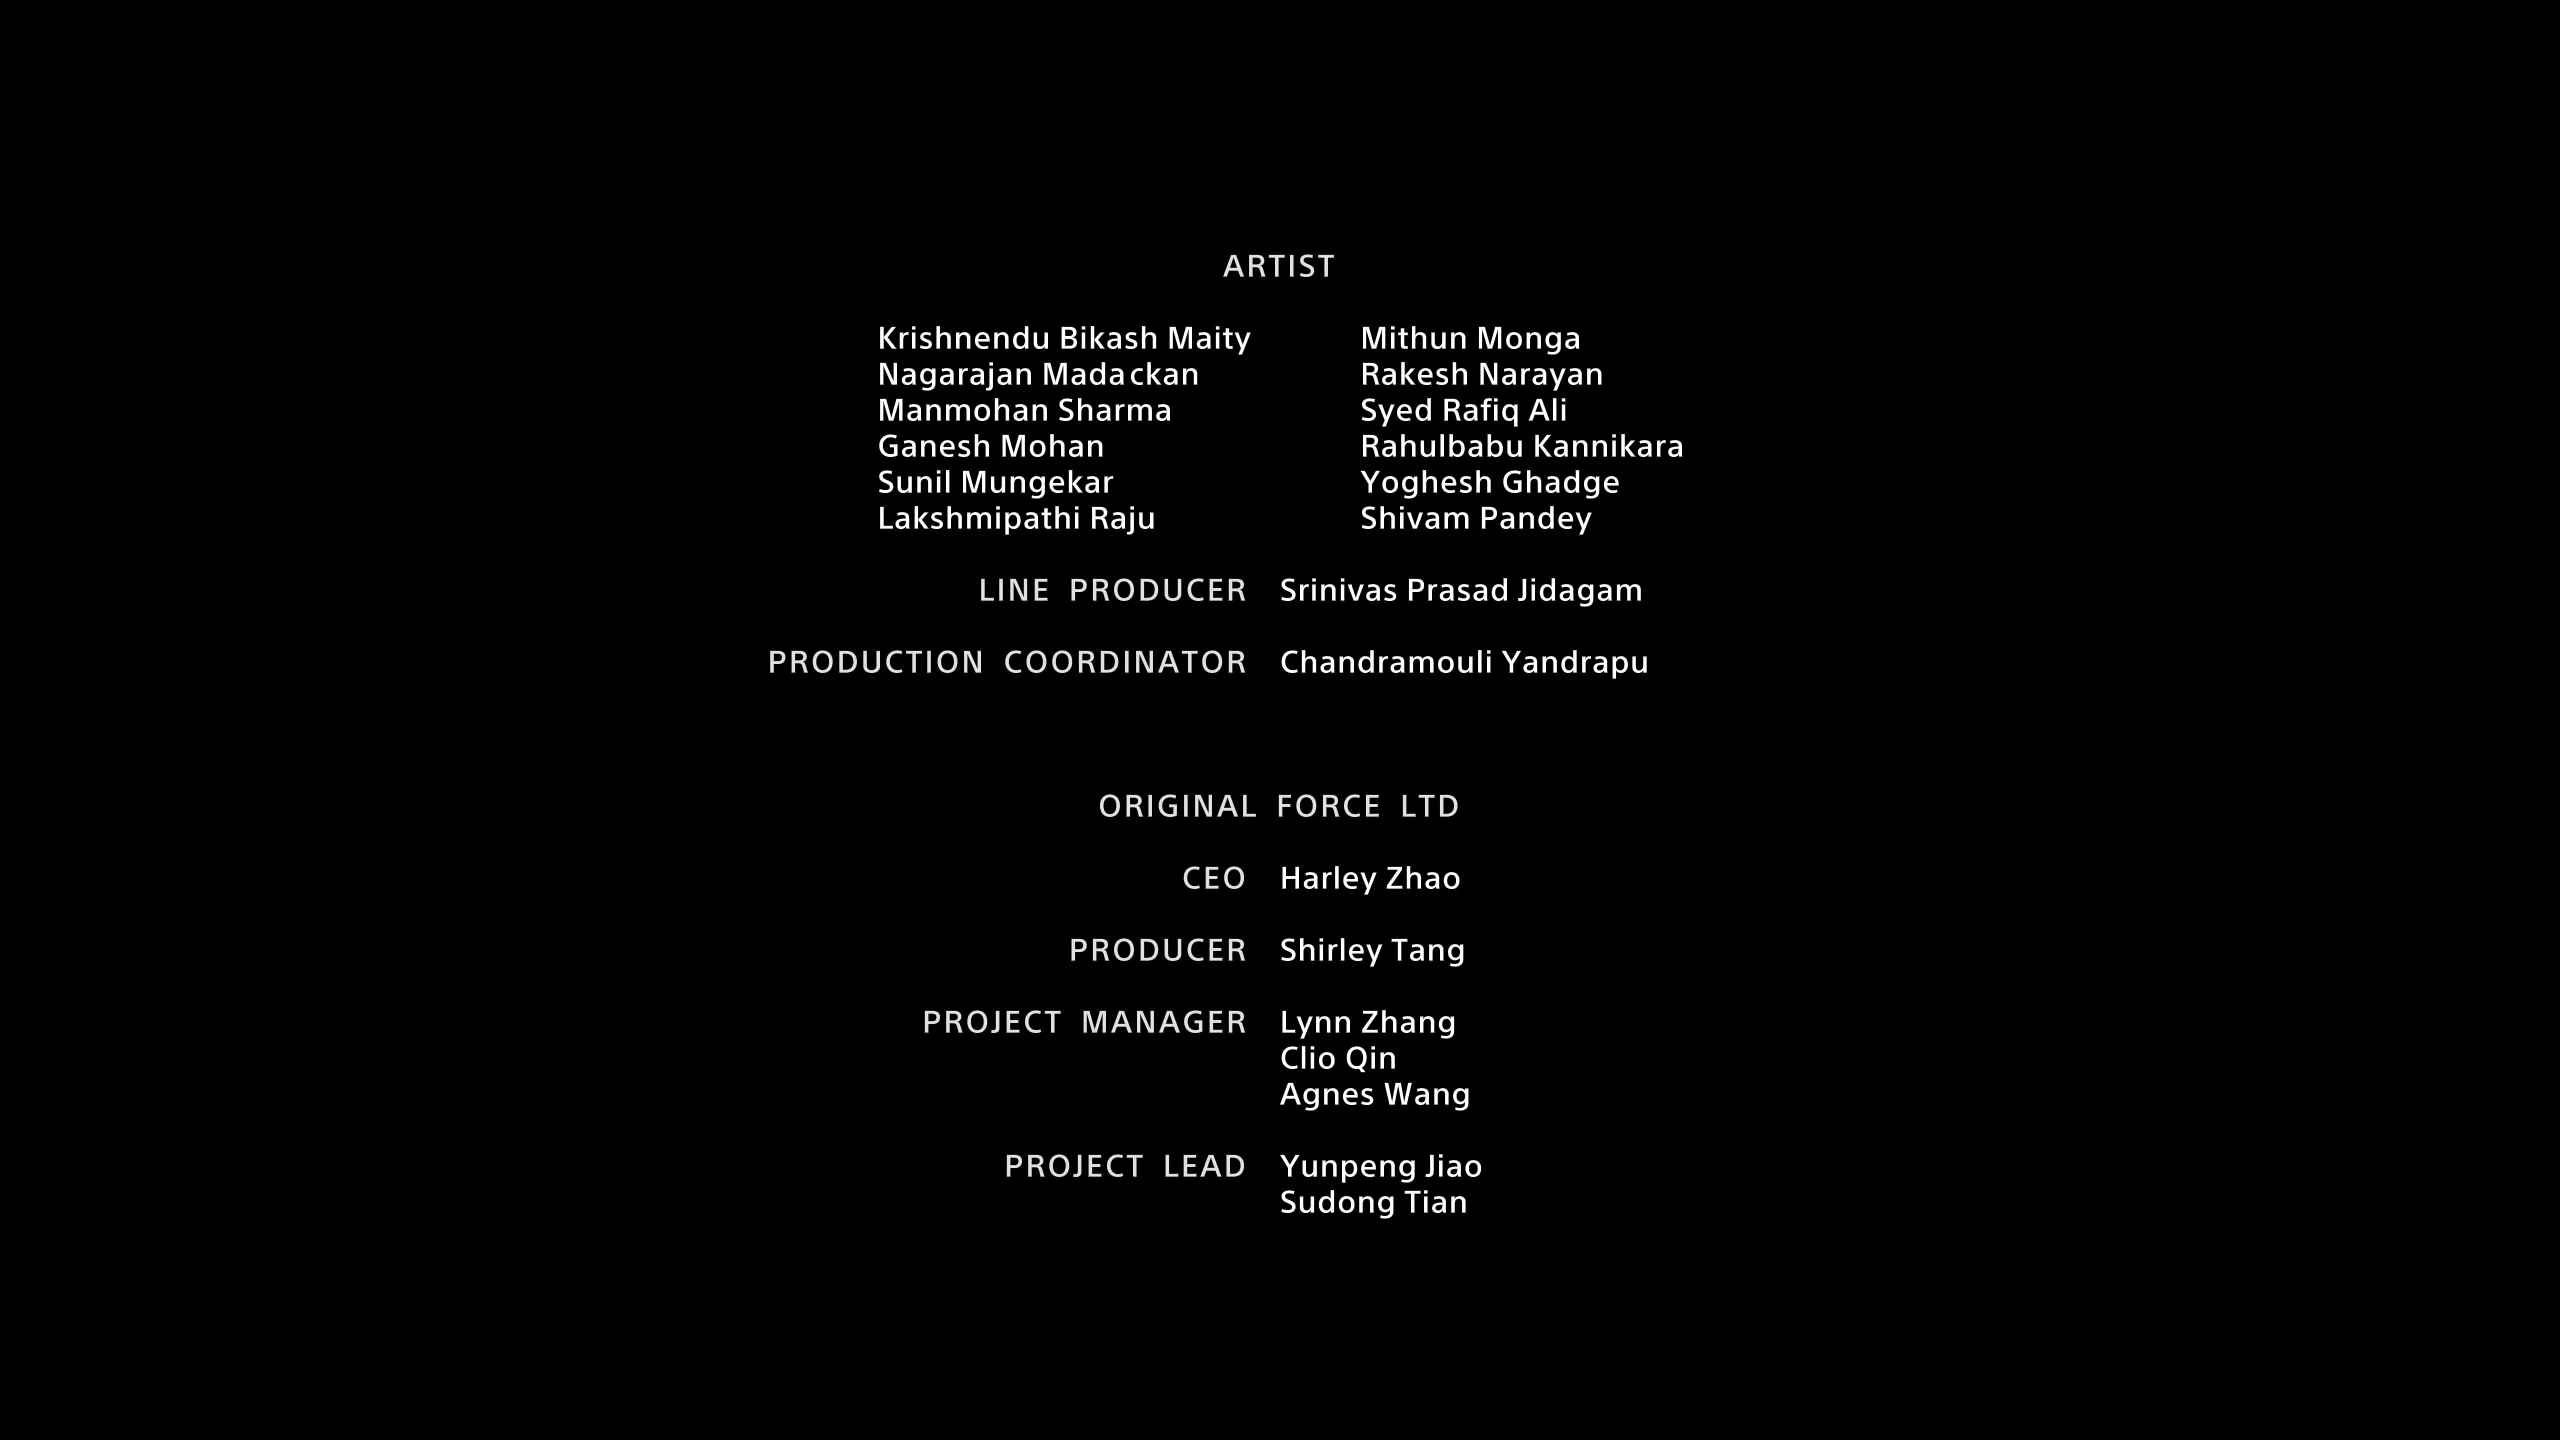 ARTIST
Krishnendu Bikash Maity
Mithun Monga
Nagarajan Madackan
Rakesh Narayan
Manmohan Sharma
Syed Rafiq Ali
Ganesh Mohan
Rahulbabu Kannikara
Sunil Mungekar
Yoghesh Ghadge
Lakshmipathi Raju
Shivam Pandey
LINE PRODUCER Srinivas Prasad Jidagam
PRODUCTION COORDINATOR Chandramouli Yandrapu
ORIGINAL FORCE LTD
CEO Harley Zhao
PRODUCER Shirley Tang
PROJECT MANAGER Lynn Zhang
Clio Qin
Agnes Wang
PROJECT LEAD Yunpeng Jiao
Sudong Tian